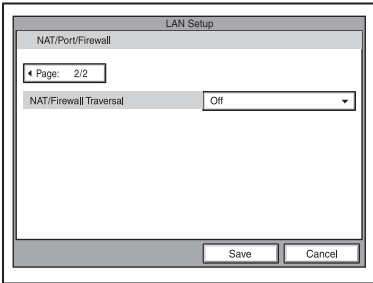 LAN Setup
NAT/Port/Firewall
Page: 2/2
NAT/Firewall Traversal Off
Save Cancel